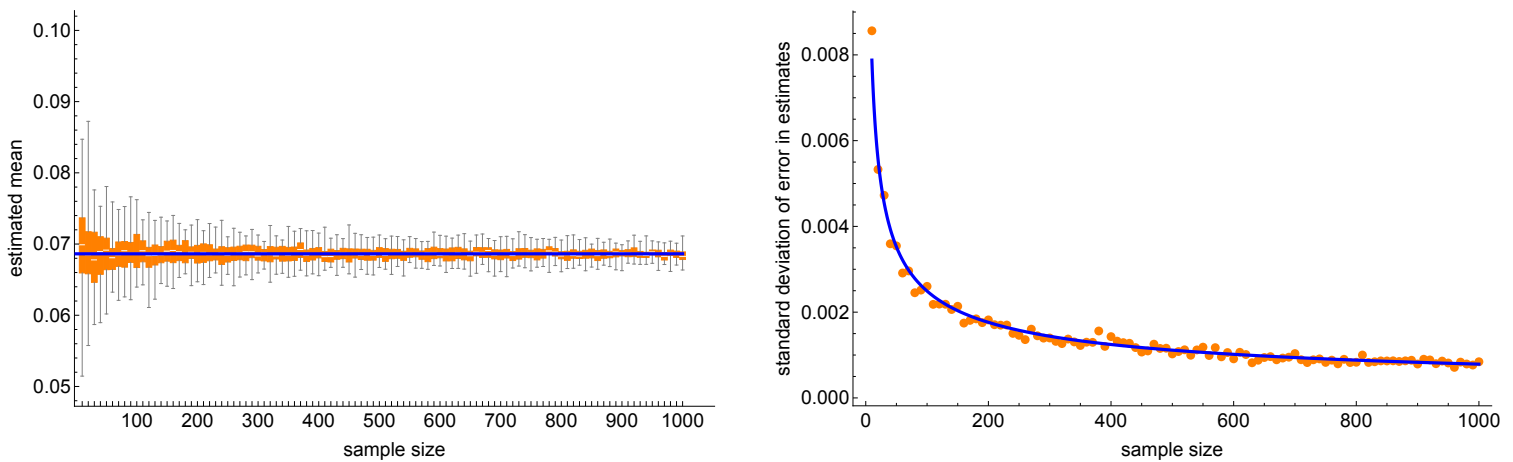 0.10
0.09
0.08
0.07
0.06
0.05
estimated mean
100 200 300 400 500 600 700 800 900 1000
sample size
0.008
0.006
0.004
0.002
0.000
standard deviation of error in estimates
0 200 400 600 800 1000
sample size